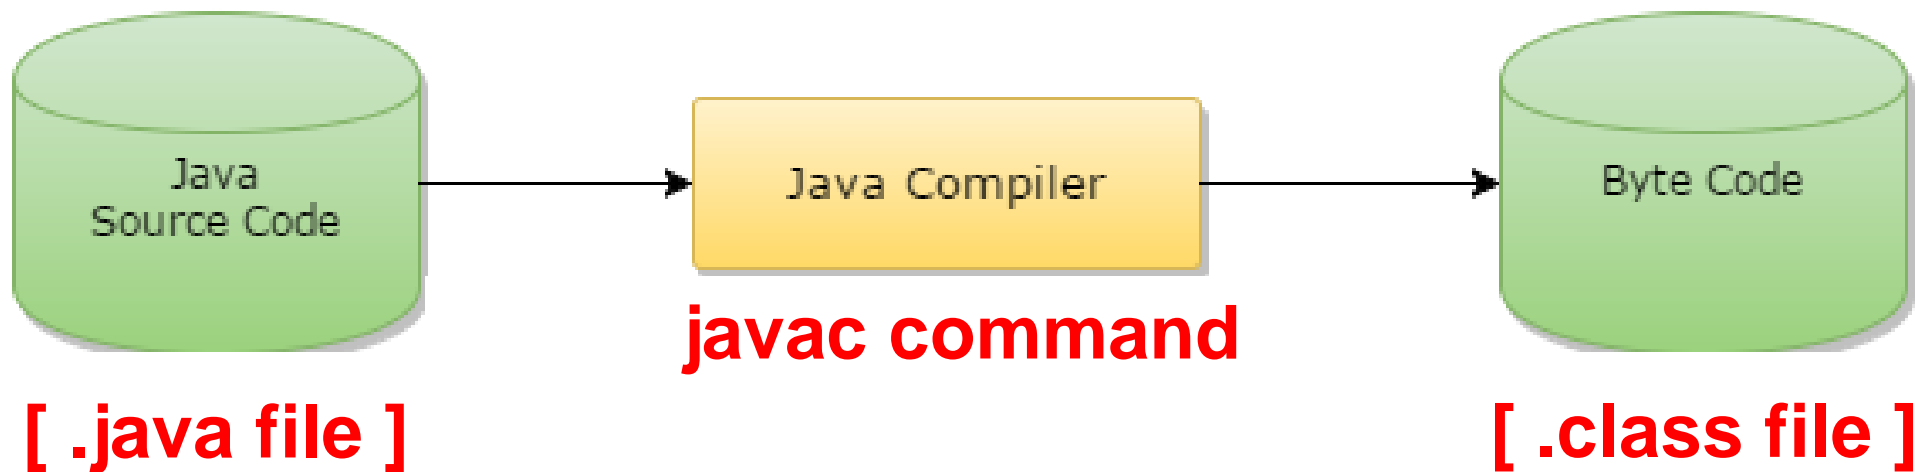 Java
Source Code
Java Compiler
Byte Code
javac command
[ .java file ]
[ .class file ]